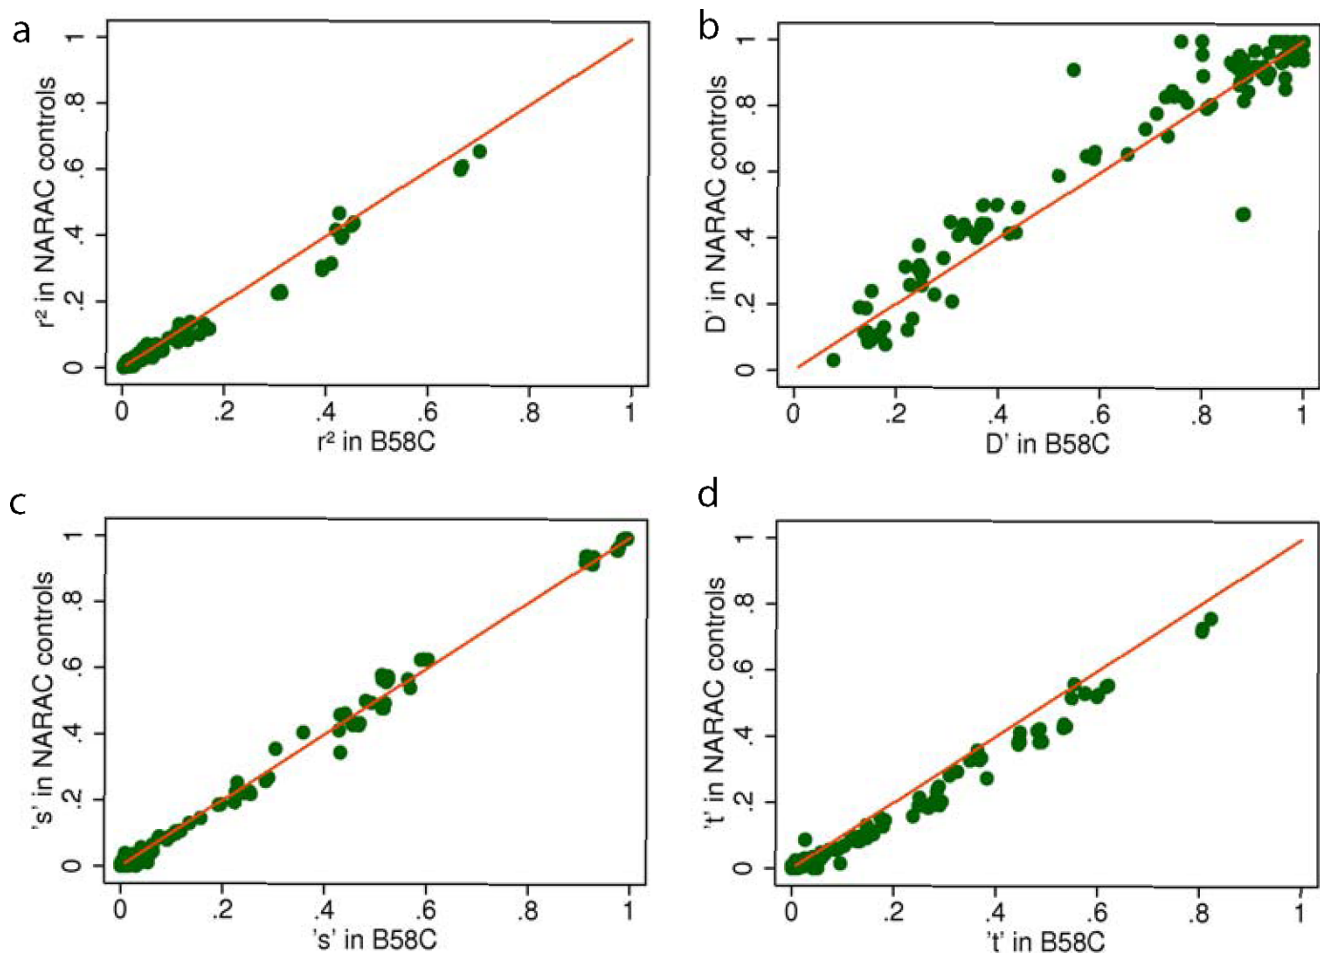 a
r² in NARAC controls
1
.8
.6
.4
.2
0
0 .2 .4 .6 .8 1
r² in B58C
b
D' in NARAC controls
1
.8
.6
.4
.2
0
0 .2 .4 .6 .8 1
D' in B58C
c
's' in NARAC controls
1
.8
.6
.4
.2
0
0 .2 .4 .6 .8 1
's' in B58C
d
't' in NARAC controls
1
.8
.6
.4
.2
0
0 .2 .4 .6 .8 1
't' in B58C